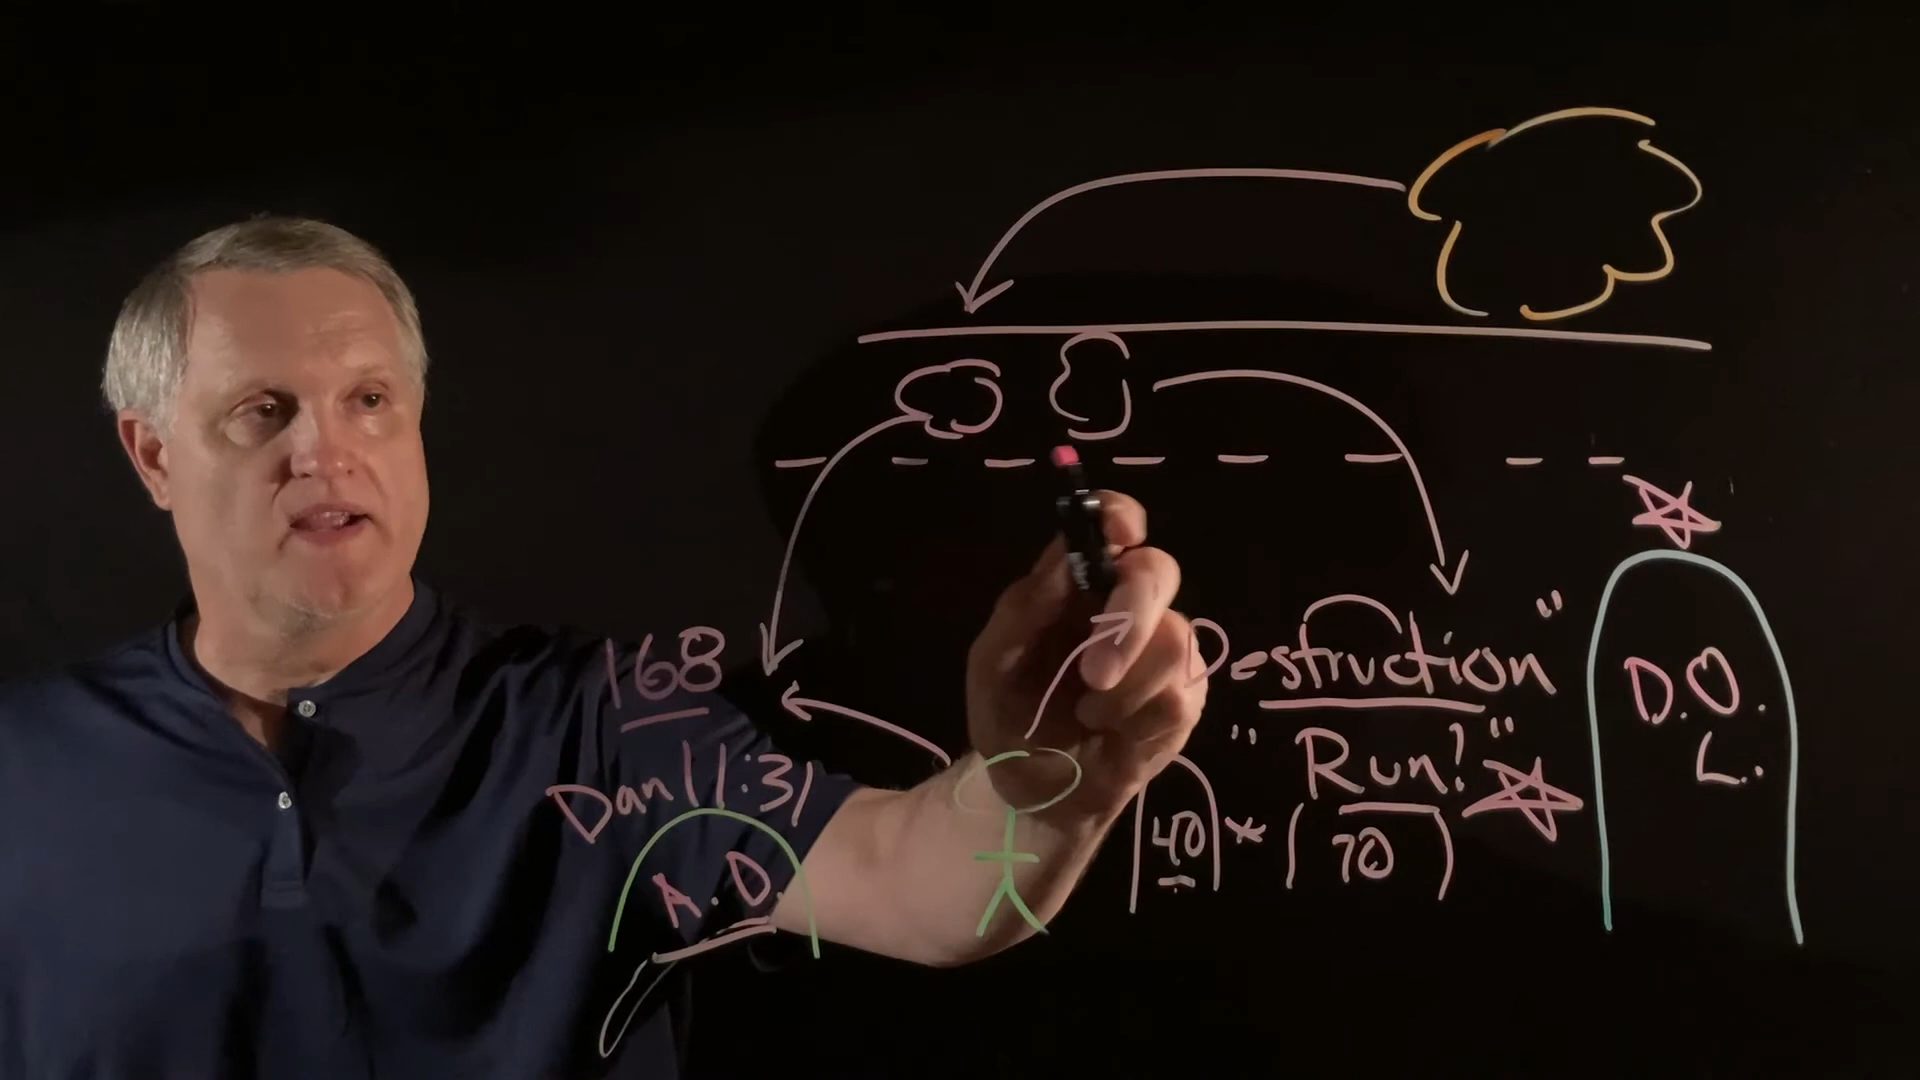 168
Dan 11:31
A.D.
Destruction"
"Run!"
40 * ( 70 )
D.O.
L.